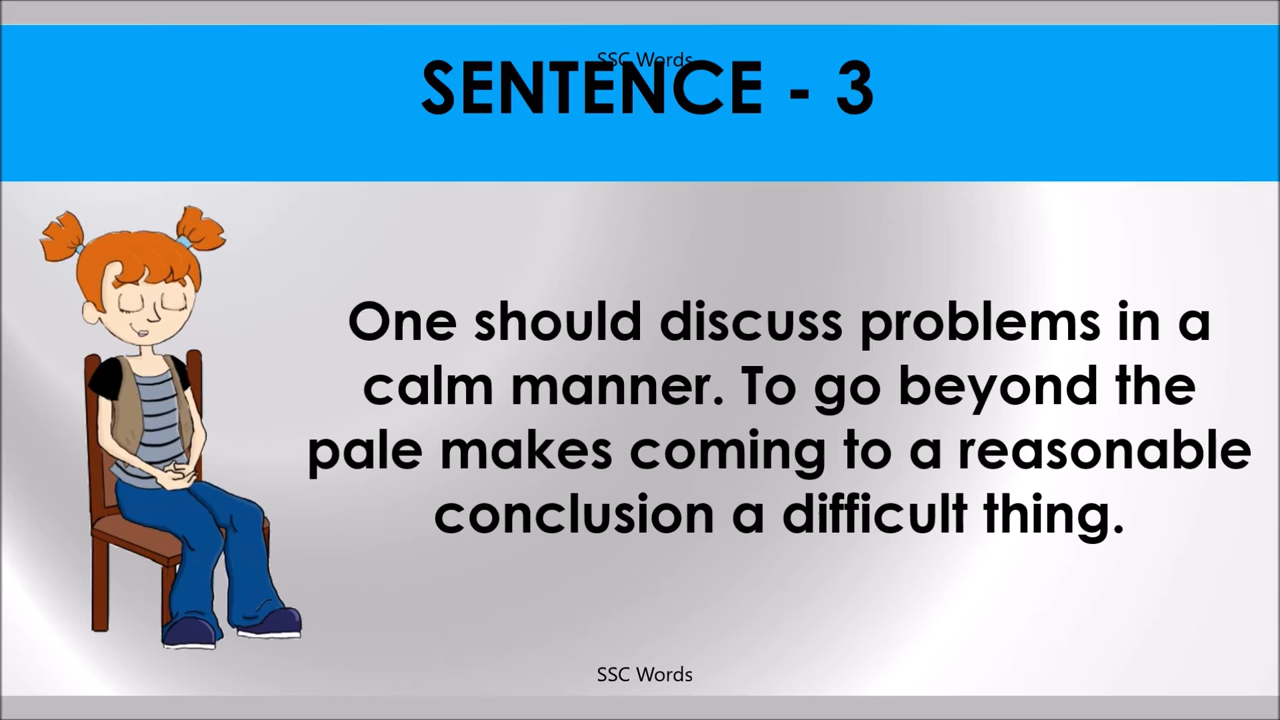 SSC Words
SENTENCE - 3
One should discuss problems in a
calm manner. To go beyond the
pale makes coming to a reasonable
conclusion a difficult thing.
SSC Words